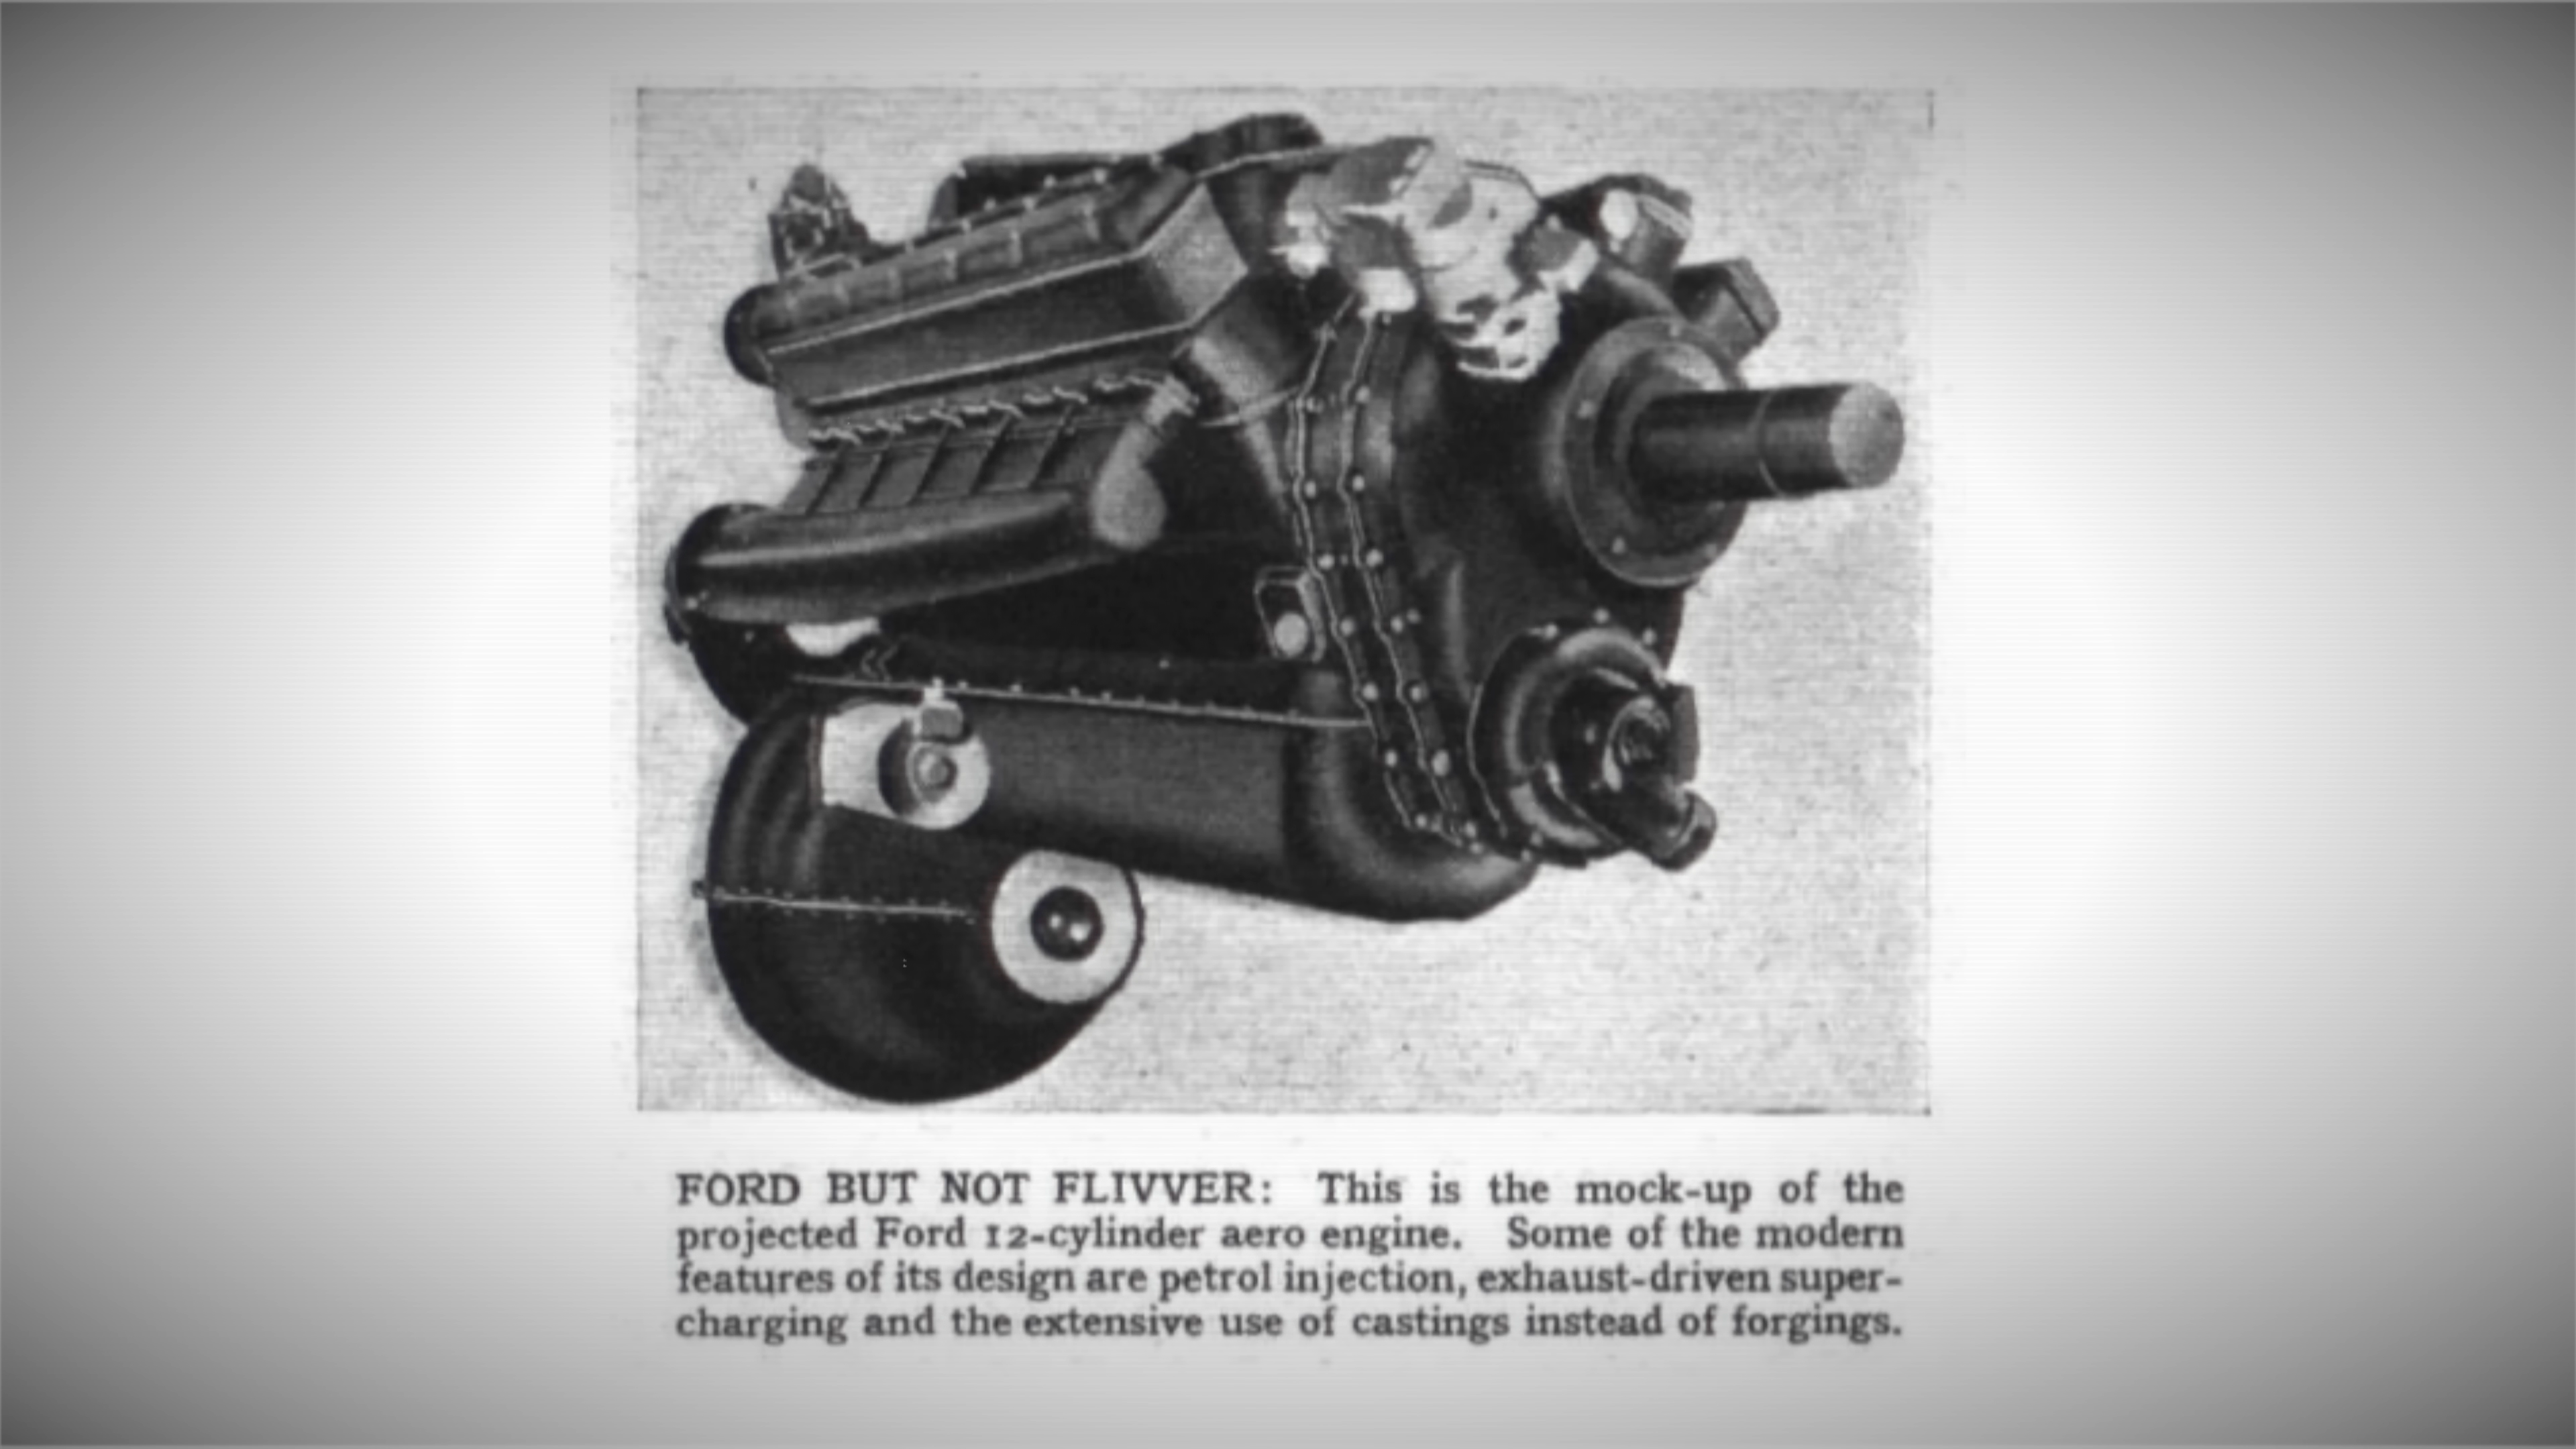 FORD BUT NOT FLIVVER: This is the mock-up of the
projected Ford 12-cylinder aero engine. Some of the modern
features of its design are petrol injection, exhaust-driven super-
charging and the extensive use of castings instead of forgings.